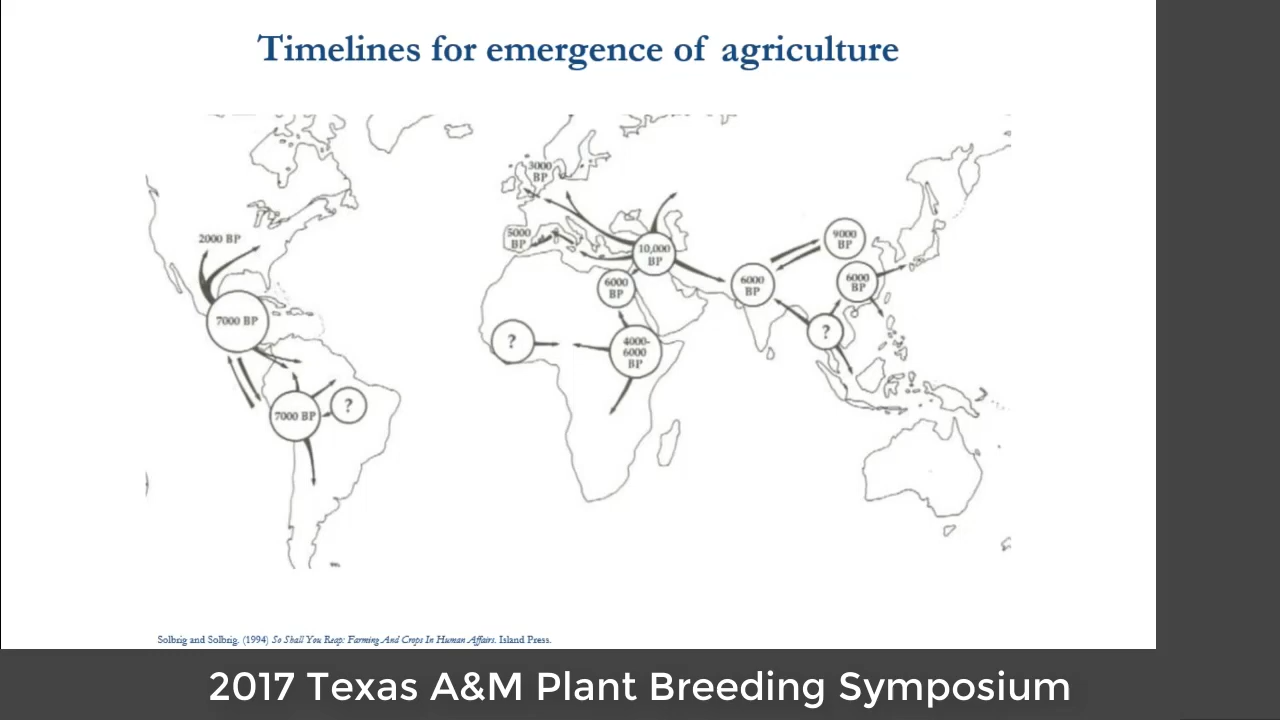 Timelines for emergence of agriculture
3000
BP
2000 BP
5000
BP
10,000
BP
9000
BP
6000
BP
6000
BP
6000
BP
7000 BP
?
4000-
6000
BP
?
7000 BP
?
Solbrig and Solbrig. (1994) So Shall You Reap: Farming And Crops In Human Affairs. Island Press.
2017 Texas A&M Plant Breeding Symposium